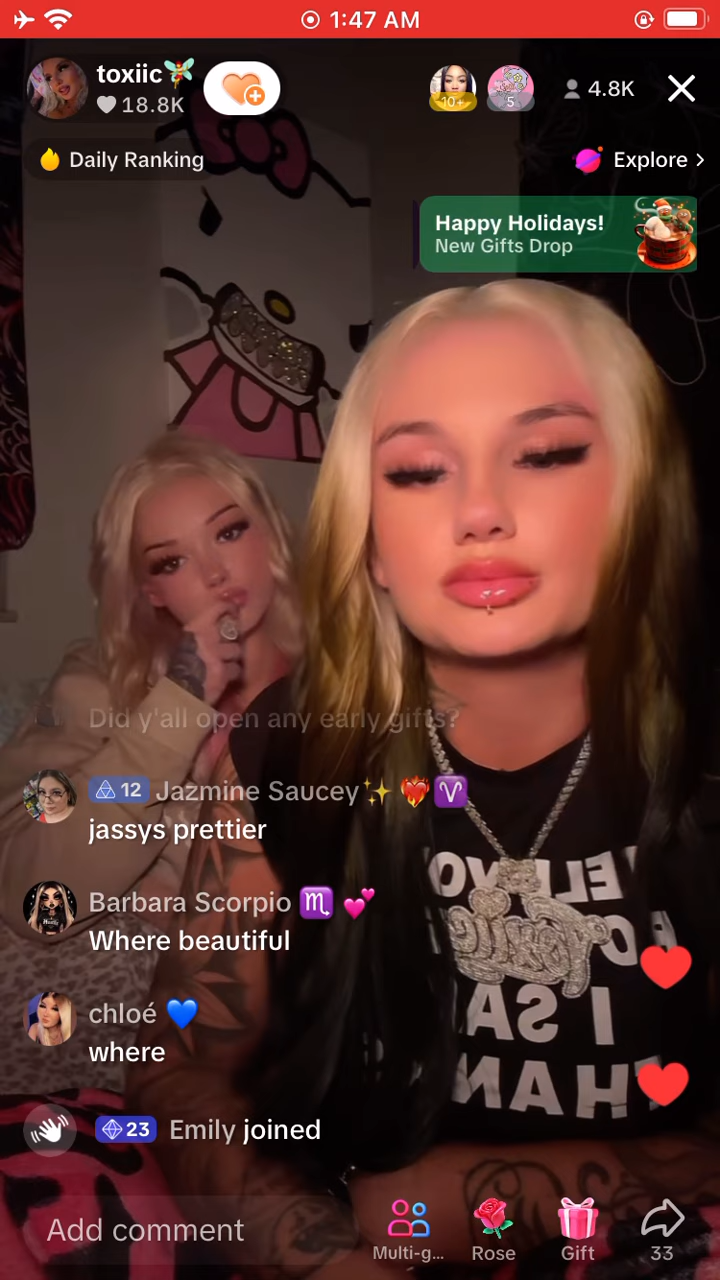 1:47 AM
toxiic🧚
18.8K
10+
5
4.8K
Daily Ranking
Explore >
Happy Holidays!
New Gifts Drop
Did y'all open any early gifts?
12 Jazmine Saucey✨ ❤️‍🔥♈
jassys prettier
Barbara Scorpio ♏ 💕
Where beautiful
chloé 💙
where
23 Emily joined
I SA
THAN
Add comment
Multi-g...
Rose
Gift
33